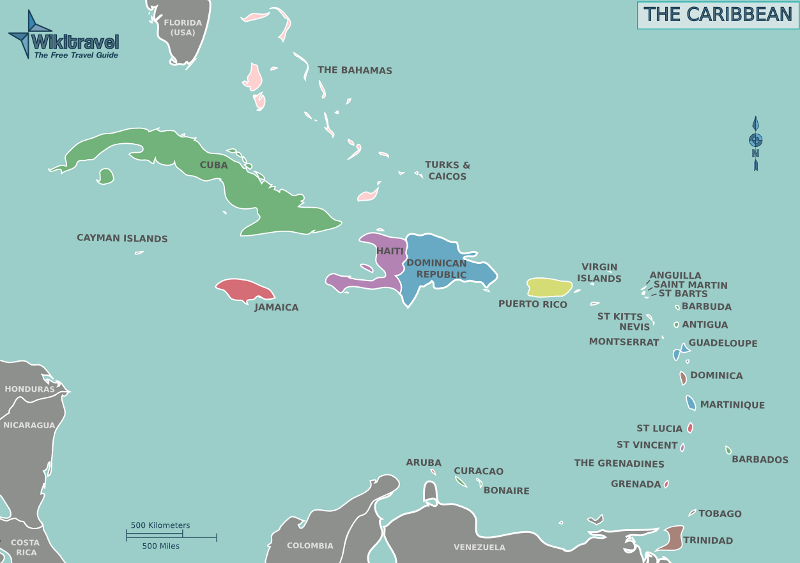 THE CARIBBEAN
FLORIDA
(USA)
Wikitravel
The Free Travel Guide
THE BAHAMAS
CUBA
TURKS &
CAICOS
N
CAYMAN ISLANDS
HAITI
DOMINICAN
REPUBLIC
VIRGIN
ISLANDS
ANGUILLA
SAINT MARTIN
ST BARTS
JAMAICA
PUERTO RICO
BARBUDA
ST KITTS
NEVIS
ANTIGUA
MONTSERRAT
GUADELOUPE
DOMINICA
HONDURAS
MARTINIQUE
NICARAGUA
ST LUCIA
ST VINCENT
BARBADOS
THE GRENADINES
ARUBA
CURACAO
BONAIRE
GRENADA
TOBAGO
500 Kilometers
500 Miles
TRINIDAD
COSTA
RICA
COLOMBIA
VENEZUELA